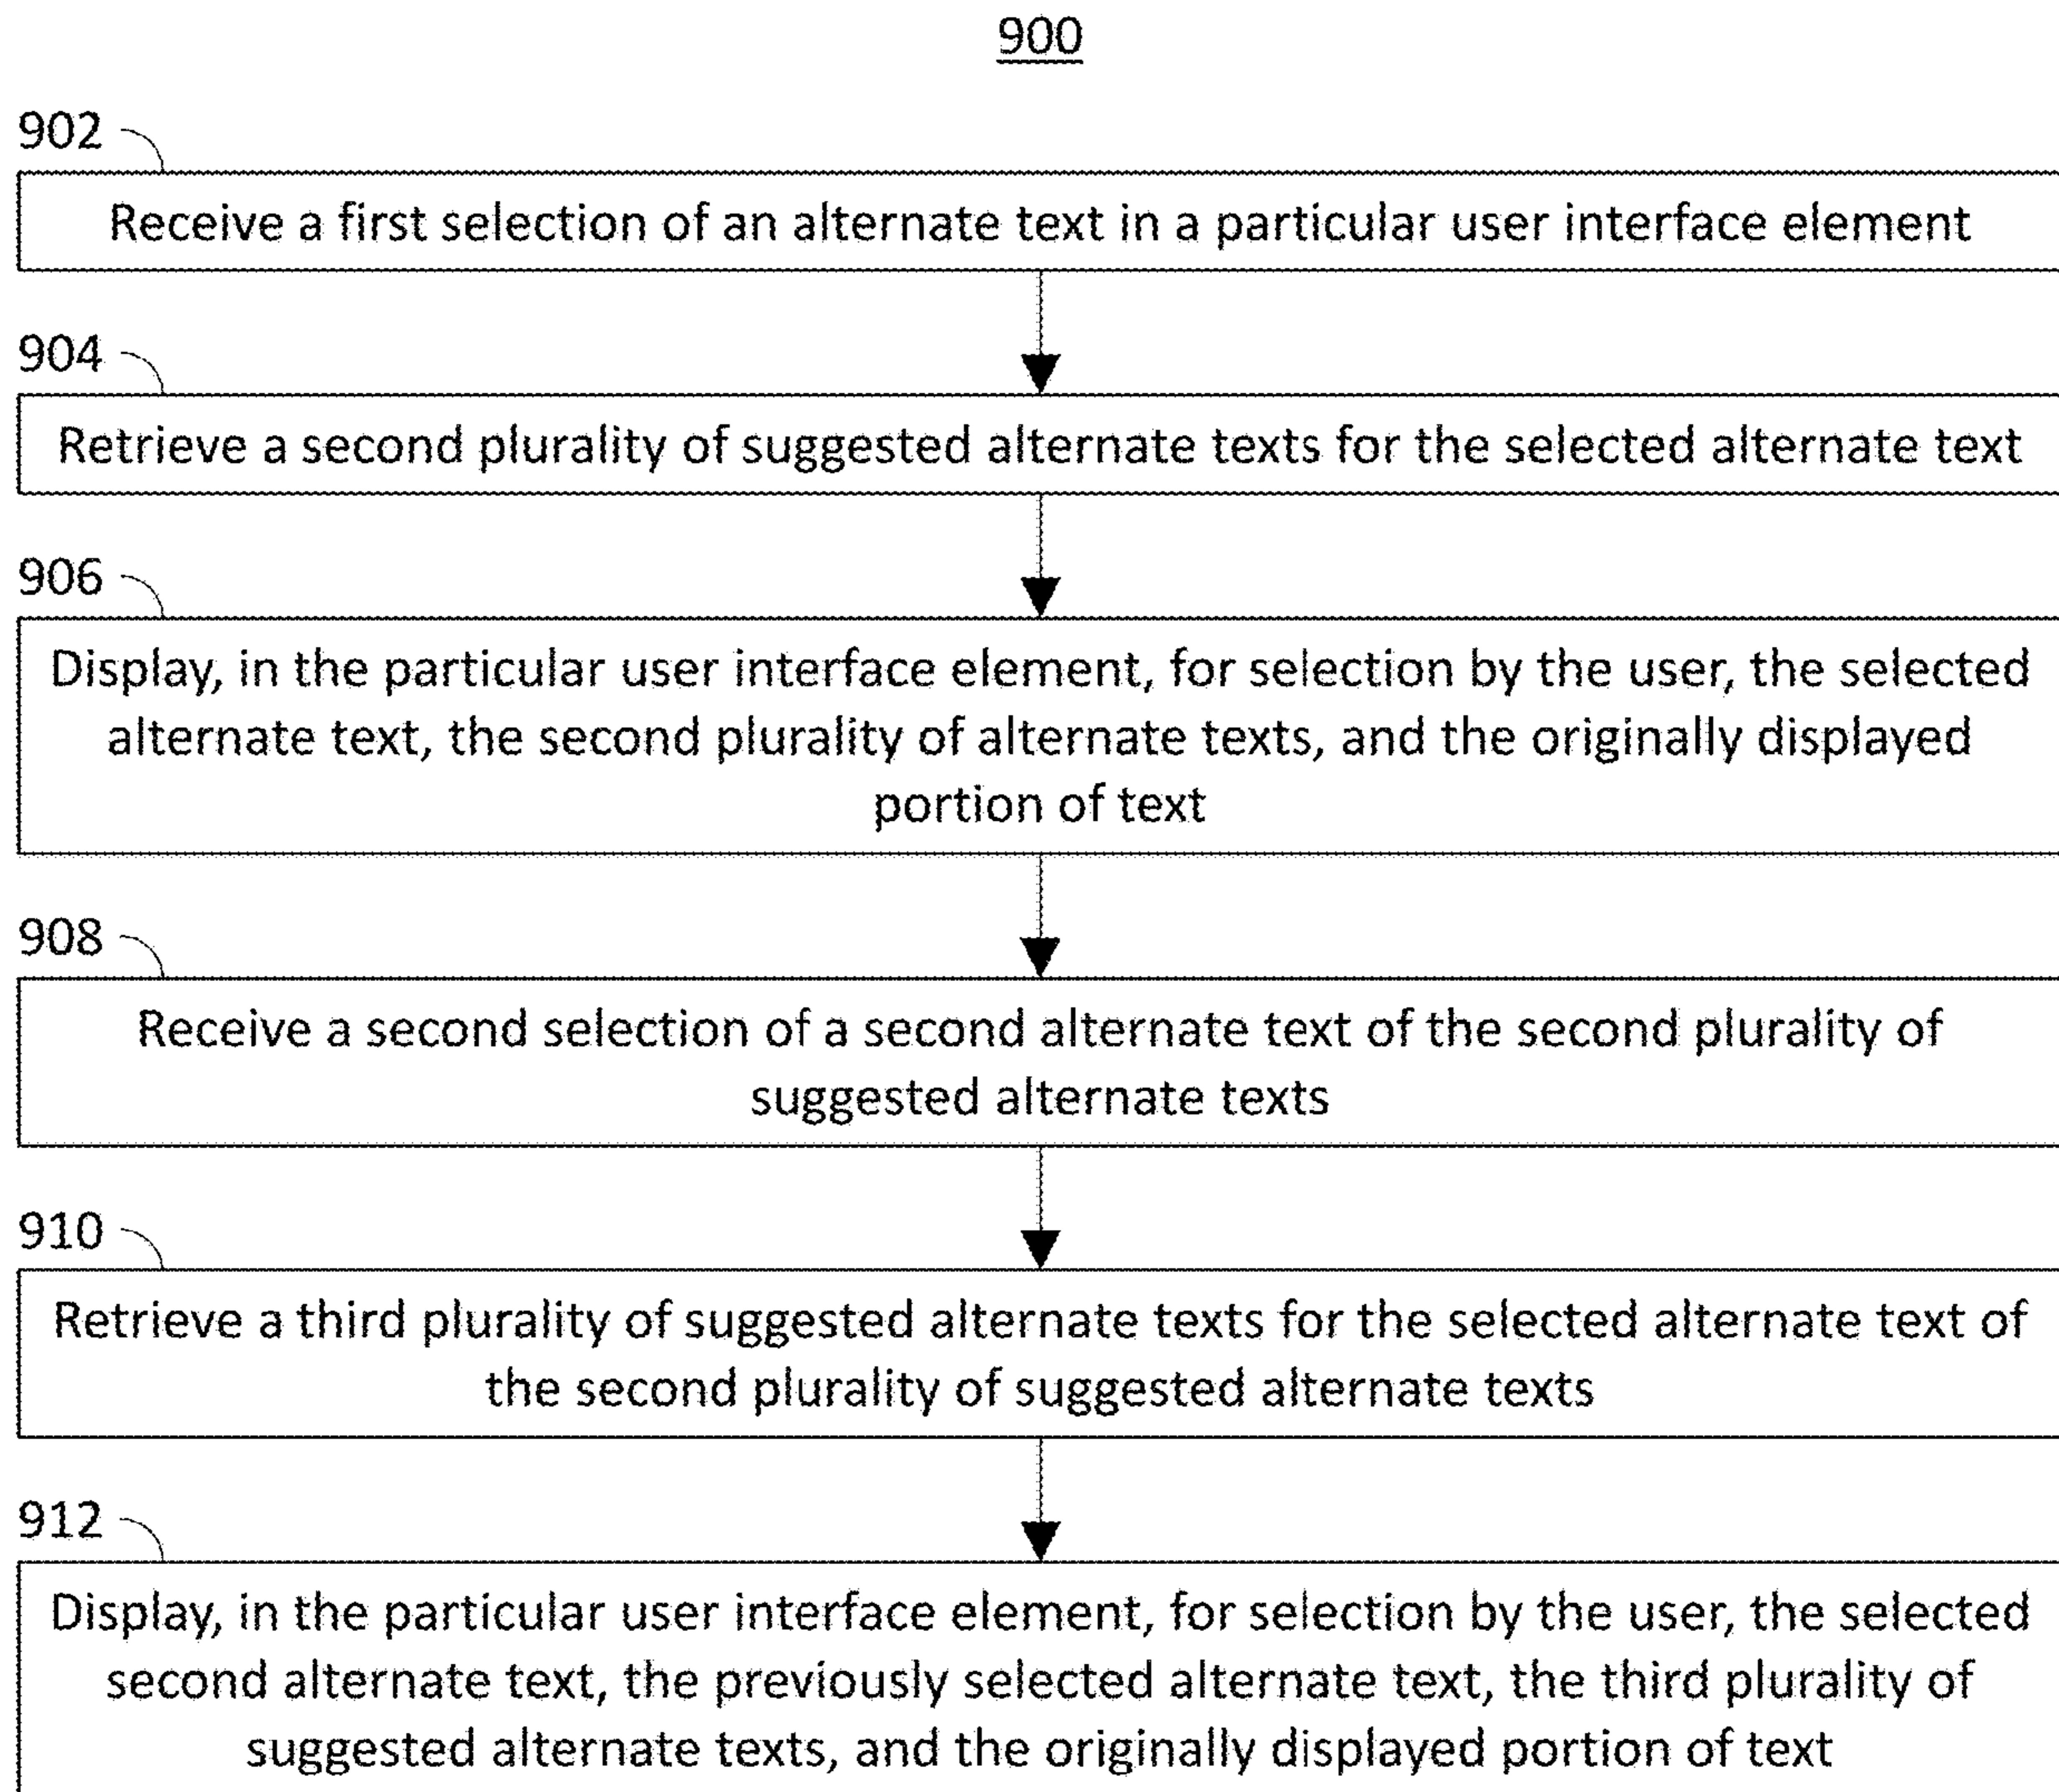 900
902
Receive a first selection of an alternate text in a particular user interface element
904
Retrieve a second plurality of suggested alternate texts for the selected alternate text
906
Display, in the particular user interface element, for selection by the user, the selected
alternate text, the second plurality of alternate texts, and the originally displayed
portion of text
908
Receive a second selection of a second alternate text of the second plurality of
suggested alternate texts
910
Retrieve a third plurality of suggested alternate texts for the selected alternate text of
the second plurality of suggested alternate texts
912
Display, in the particular user interface element, for selection by the user, the selected
second alternate text, the previously selected alternate text, the third plurality of
suggested alternate texts, and the originally displayed portion of text